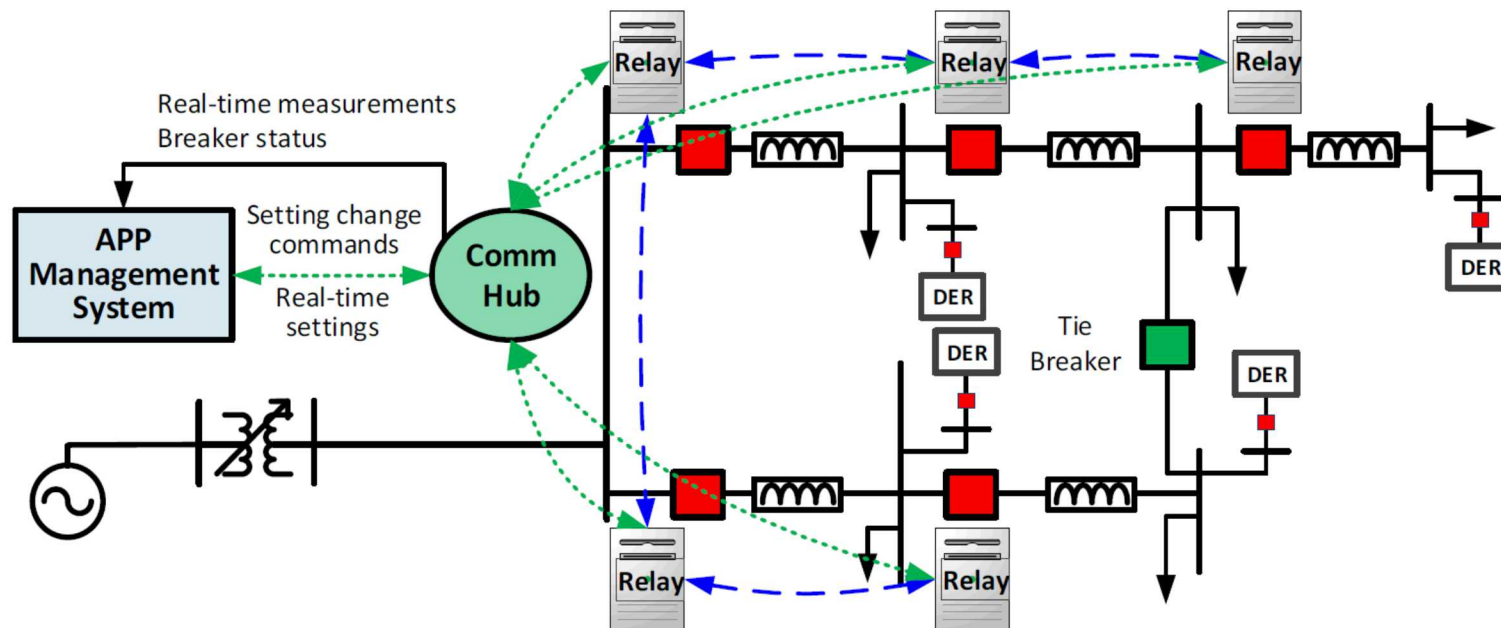 Relay
Relay
Relay
Real-time measurements
Breaker status
APP
Management
System
Setting change
commands
Real-time
settings
Comm
Hub
DER
DER
DER
Tie
Breaker
DER
Relay
Relay